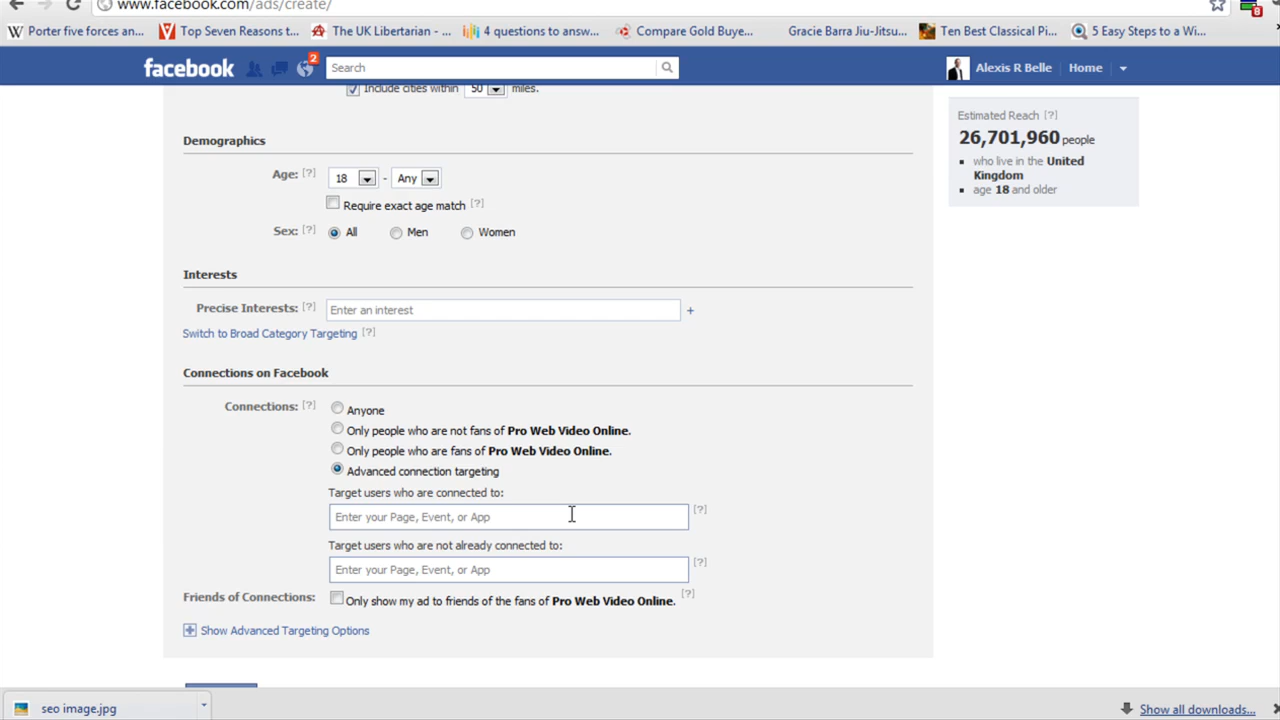 www.facebook.com/ads/create/
8
Porter five forces an... Top Seven Reasons t... The UK Libertarian - ... 4 questions to answ... Compare Gold Buye... Gracie Barra Jiu-Jitsu... Ten Best Classical Pi... 5 Easy Steps to a Wi...
facebook 2 Search Alexis R Belle Home
Include cities within 50 miles.
Estimated Reach [?]
26,701,960 people
who live in the United
Kingdom
age 18 and older
Demographics
Age: [?] 18 - Any
Require exact age match [?]
Sex: [?] All Men Women
Interests
Precise Interests: [?] Enter an interest +
Switch to Broad Category Targeting [?]
Connections on Facebook
Connections: [?] Anyone
Only people who are not fans of Pro Web Video Online.
Only people who are fans of Pro Web Video Online.
Advanced connection targeting
Target users who are connected to:
Enter your Page, Event, or App [?]
Target users who are not already connected to:
Enter your Page, Event, or App [?]
Friends of Connections: Only show my ad to friends of the fans of Pro Web Video Online. [?]
Show Advanced Targeting Options
seo image.jpg Show all downloads...